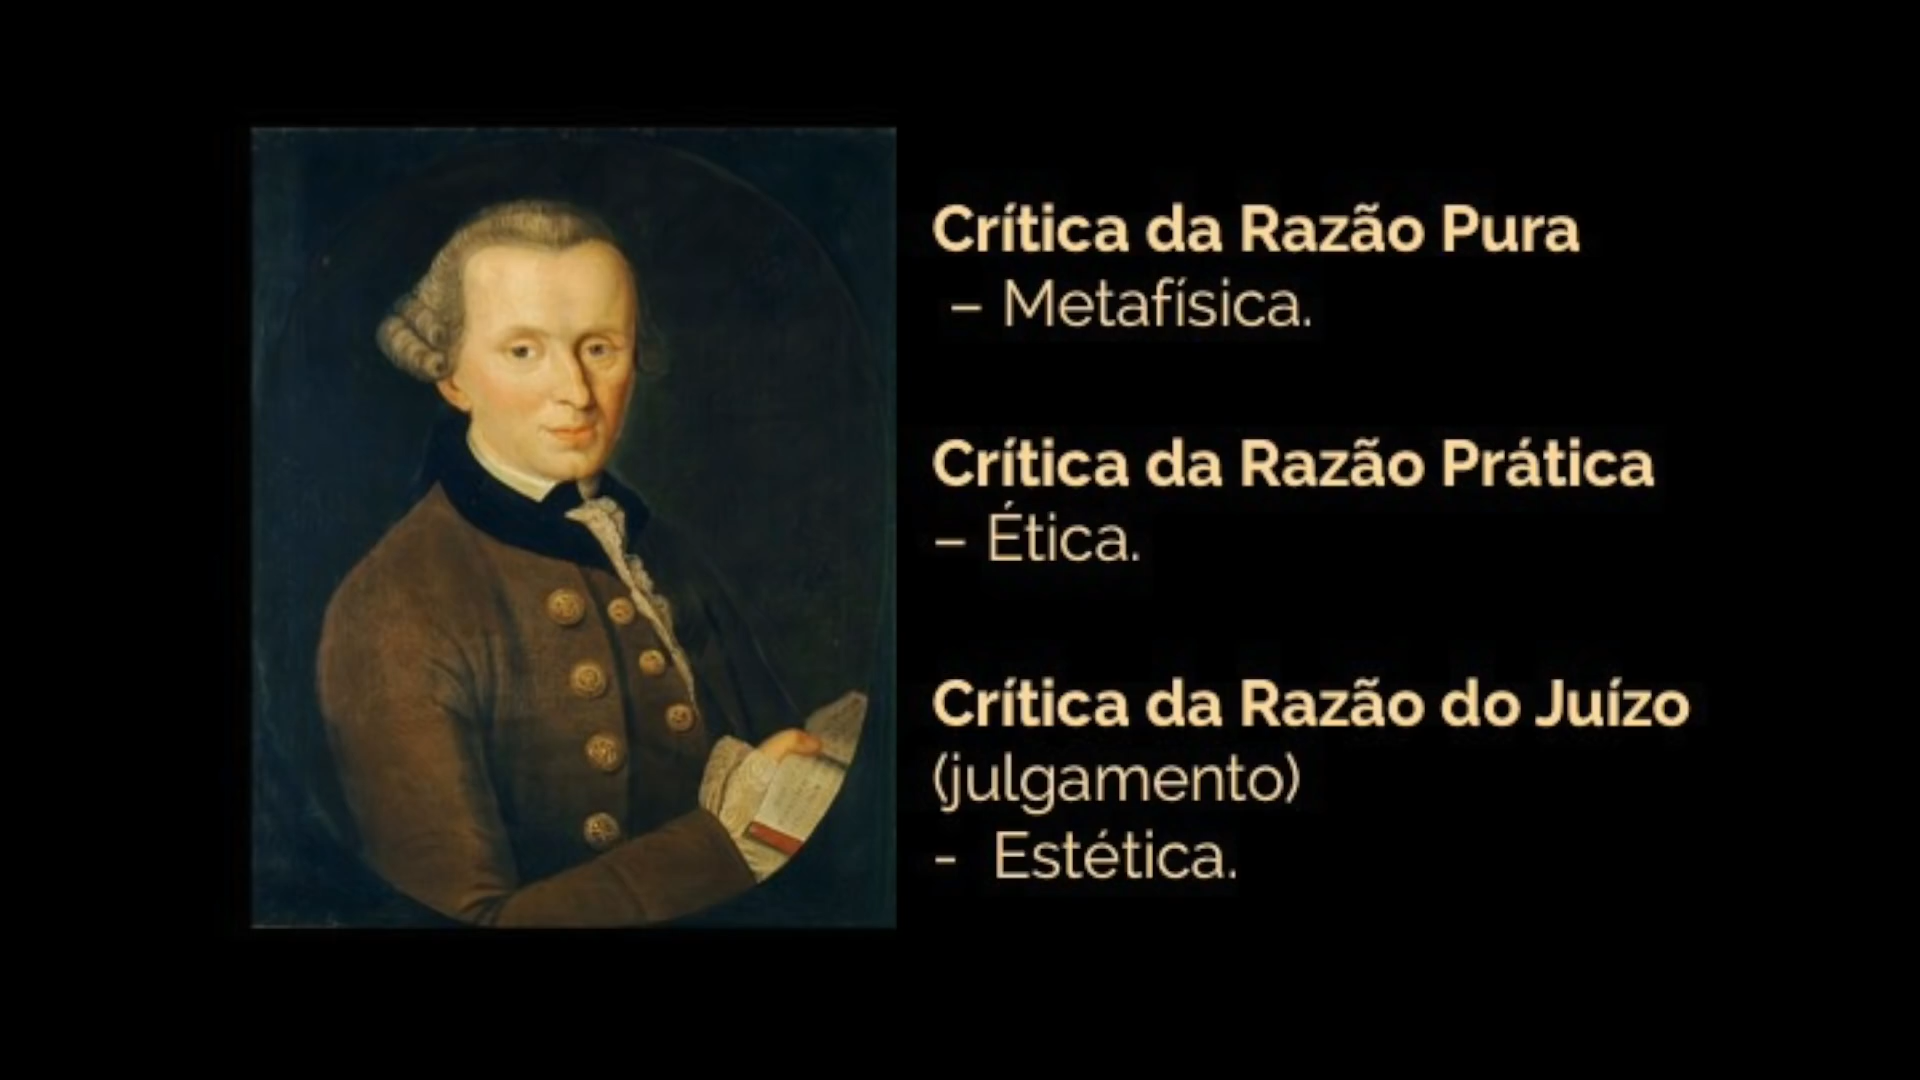 Crítica da Razão Pura
– Metafísica.
Crítica da Razão Prática
– Ética.
Crítica da Razão do Juízo
(julgamento)
- Estética.